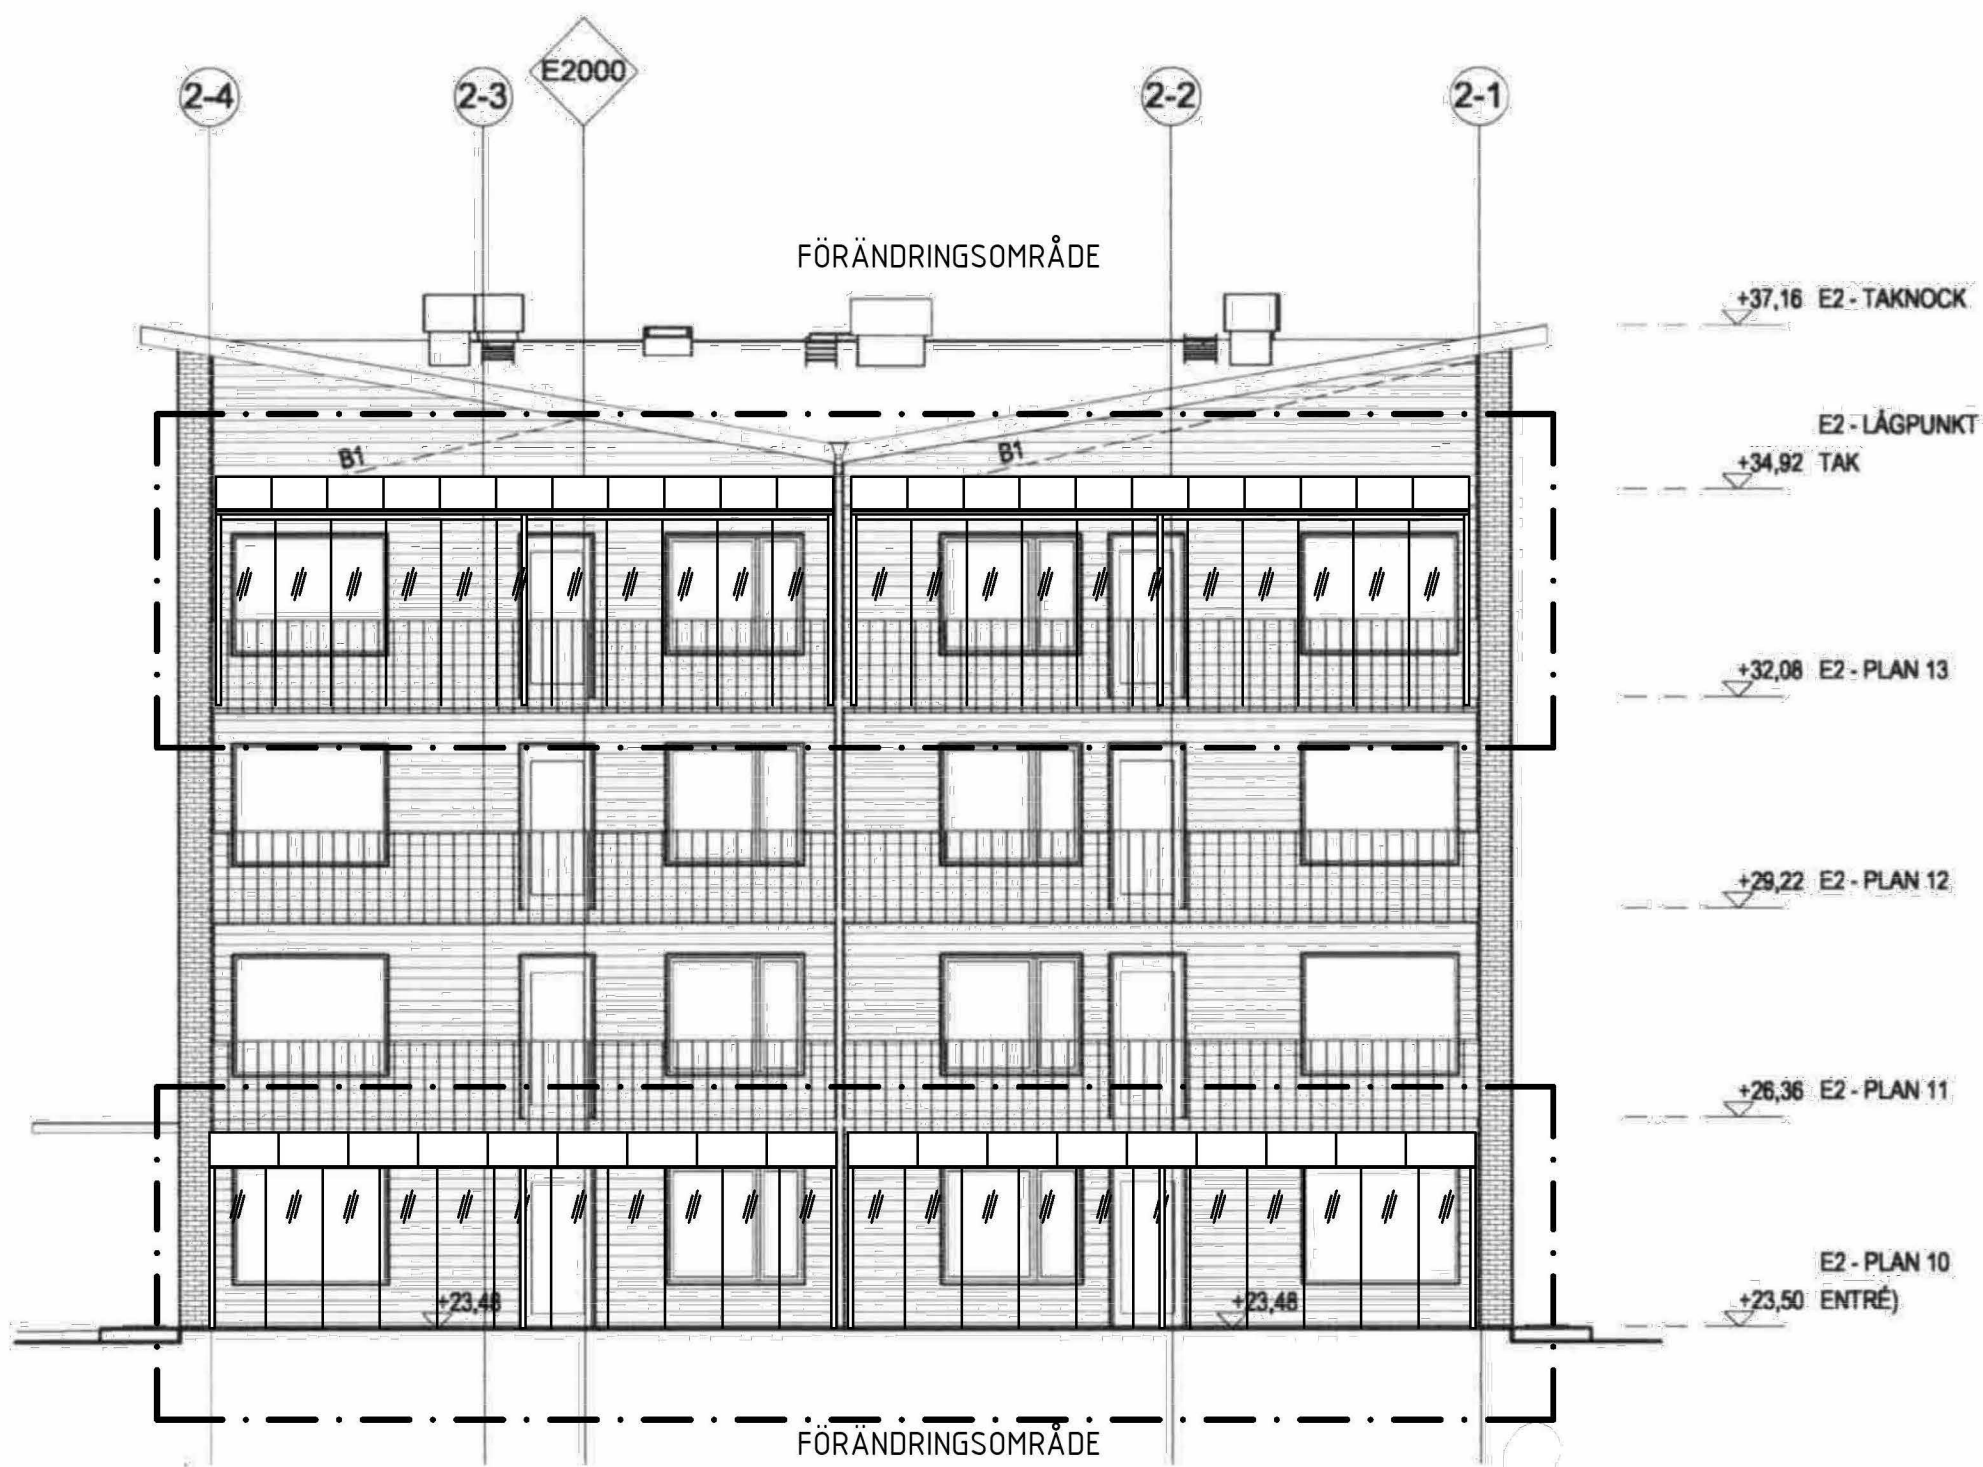 E2000
2-4
2-3
2-2
2-1
FÖRÄNDRINGSOMRÅDE
+37,16 E2 - TAKNOCK
E2 - LÅGPUNKT
+34,92 TAK
B1
B1
+32,08 E2 - PLAN 13
+29,22 E2 - PLAN 12
+26,36 E2 - PLAN 11
E2 - PLAN 10
+23,50 ENTRÉ)
+23,48
+23,48
FÖRÄNDRINGSOMRÅDE